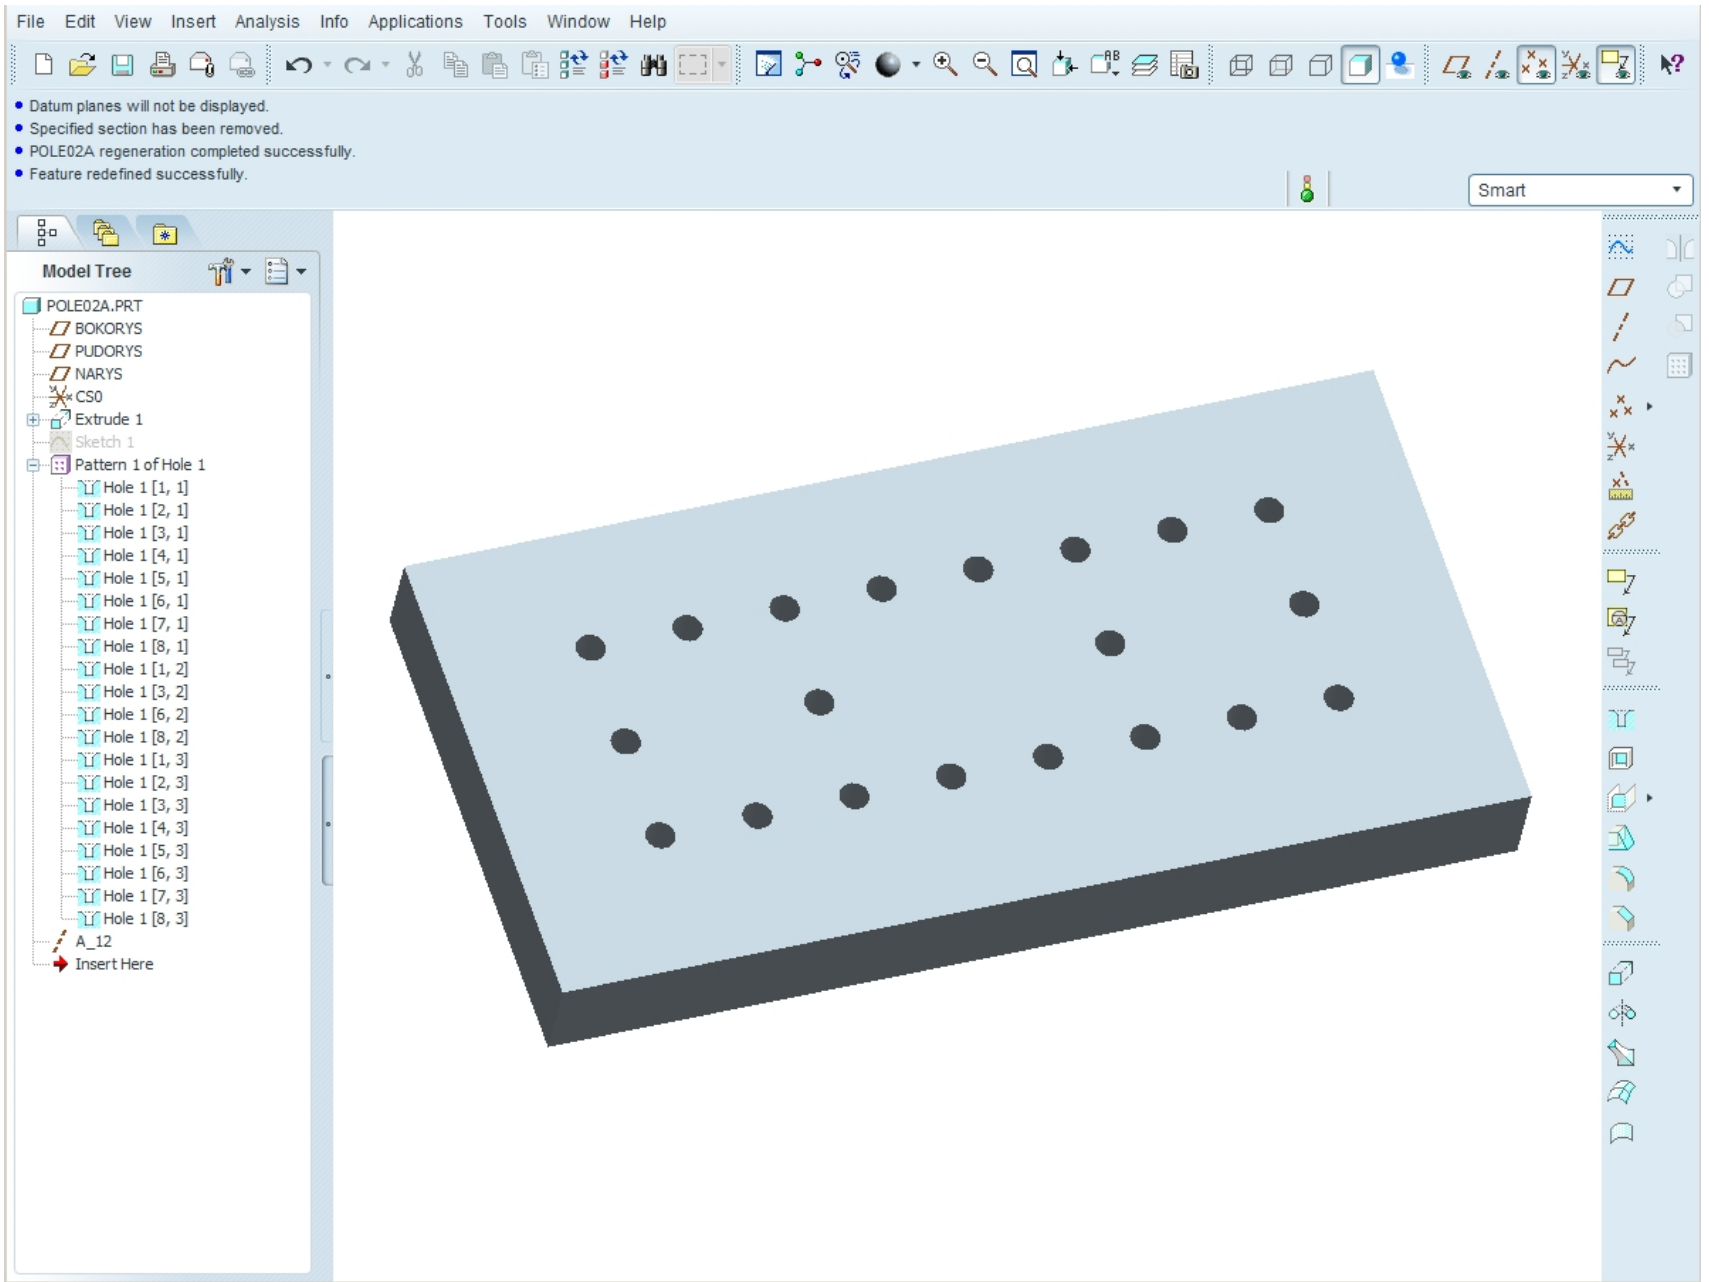 File Edit View Insert Analysis Info Applications Tools Window Help
Datum planes will not be displayed.
Specified section has been removed.
POLE02A regeneration completed successfully.
Feature redefined successfully.
Smart
Model Tree
POLE02A.PRT
BOKORYS
PUDORYS
NARYS
CS0
Extrude 1
Sketch 1
Pattern 1 of Hole 1
Hole 1 [1, 1]
Hole 1 [2, 1]
Hole 1 [3, 1]
Hole 1 [4, 1]
Hole 1 [5, 1]
Hole 1 [6, 1]
Hole 1 [7, 1]
Hole 1 [8, 1]
Hole 1 [1, 2]
Hole 1 [3, 2]
Hole 1 [6, 2]
Hole 1 [8, 2]
Hole 1 [1, 3]
Hole 1 [2, 3]
Hole 1 [3, 3]
Hole 1 [4, 3]
Hole 1 [5, 3]
Hole 1 [6, 3]
Hole 1 [7, 3]
Hole 1 [8, 3]
A_12
Insert Here